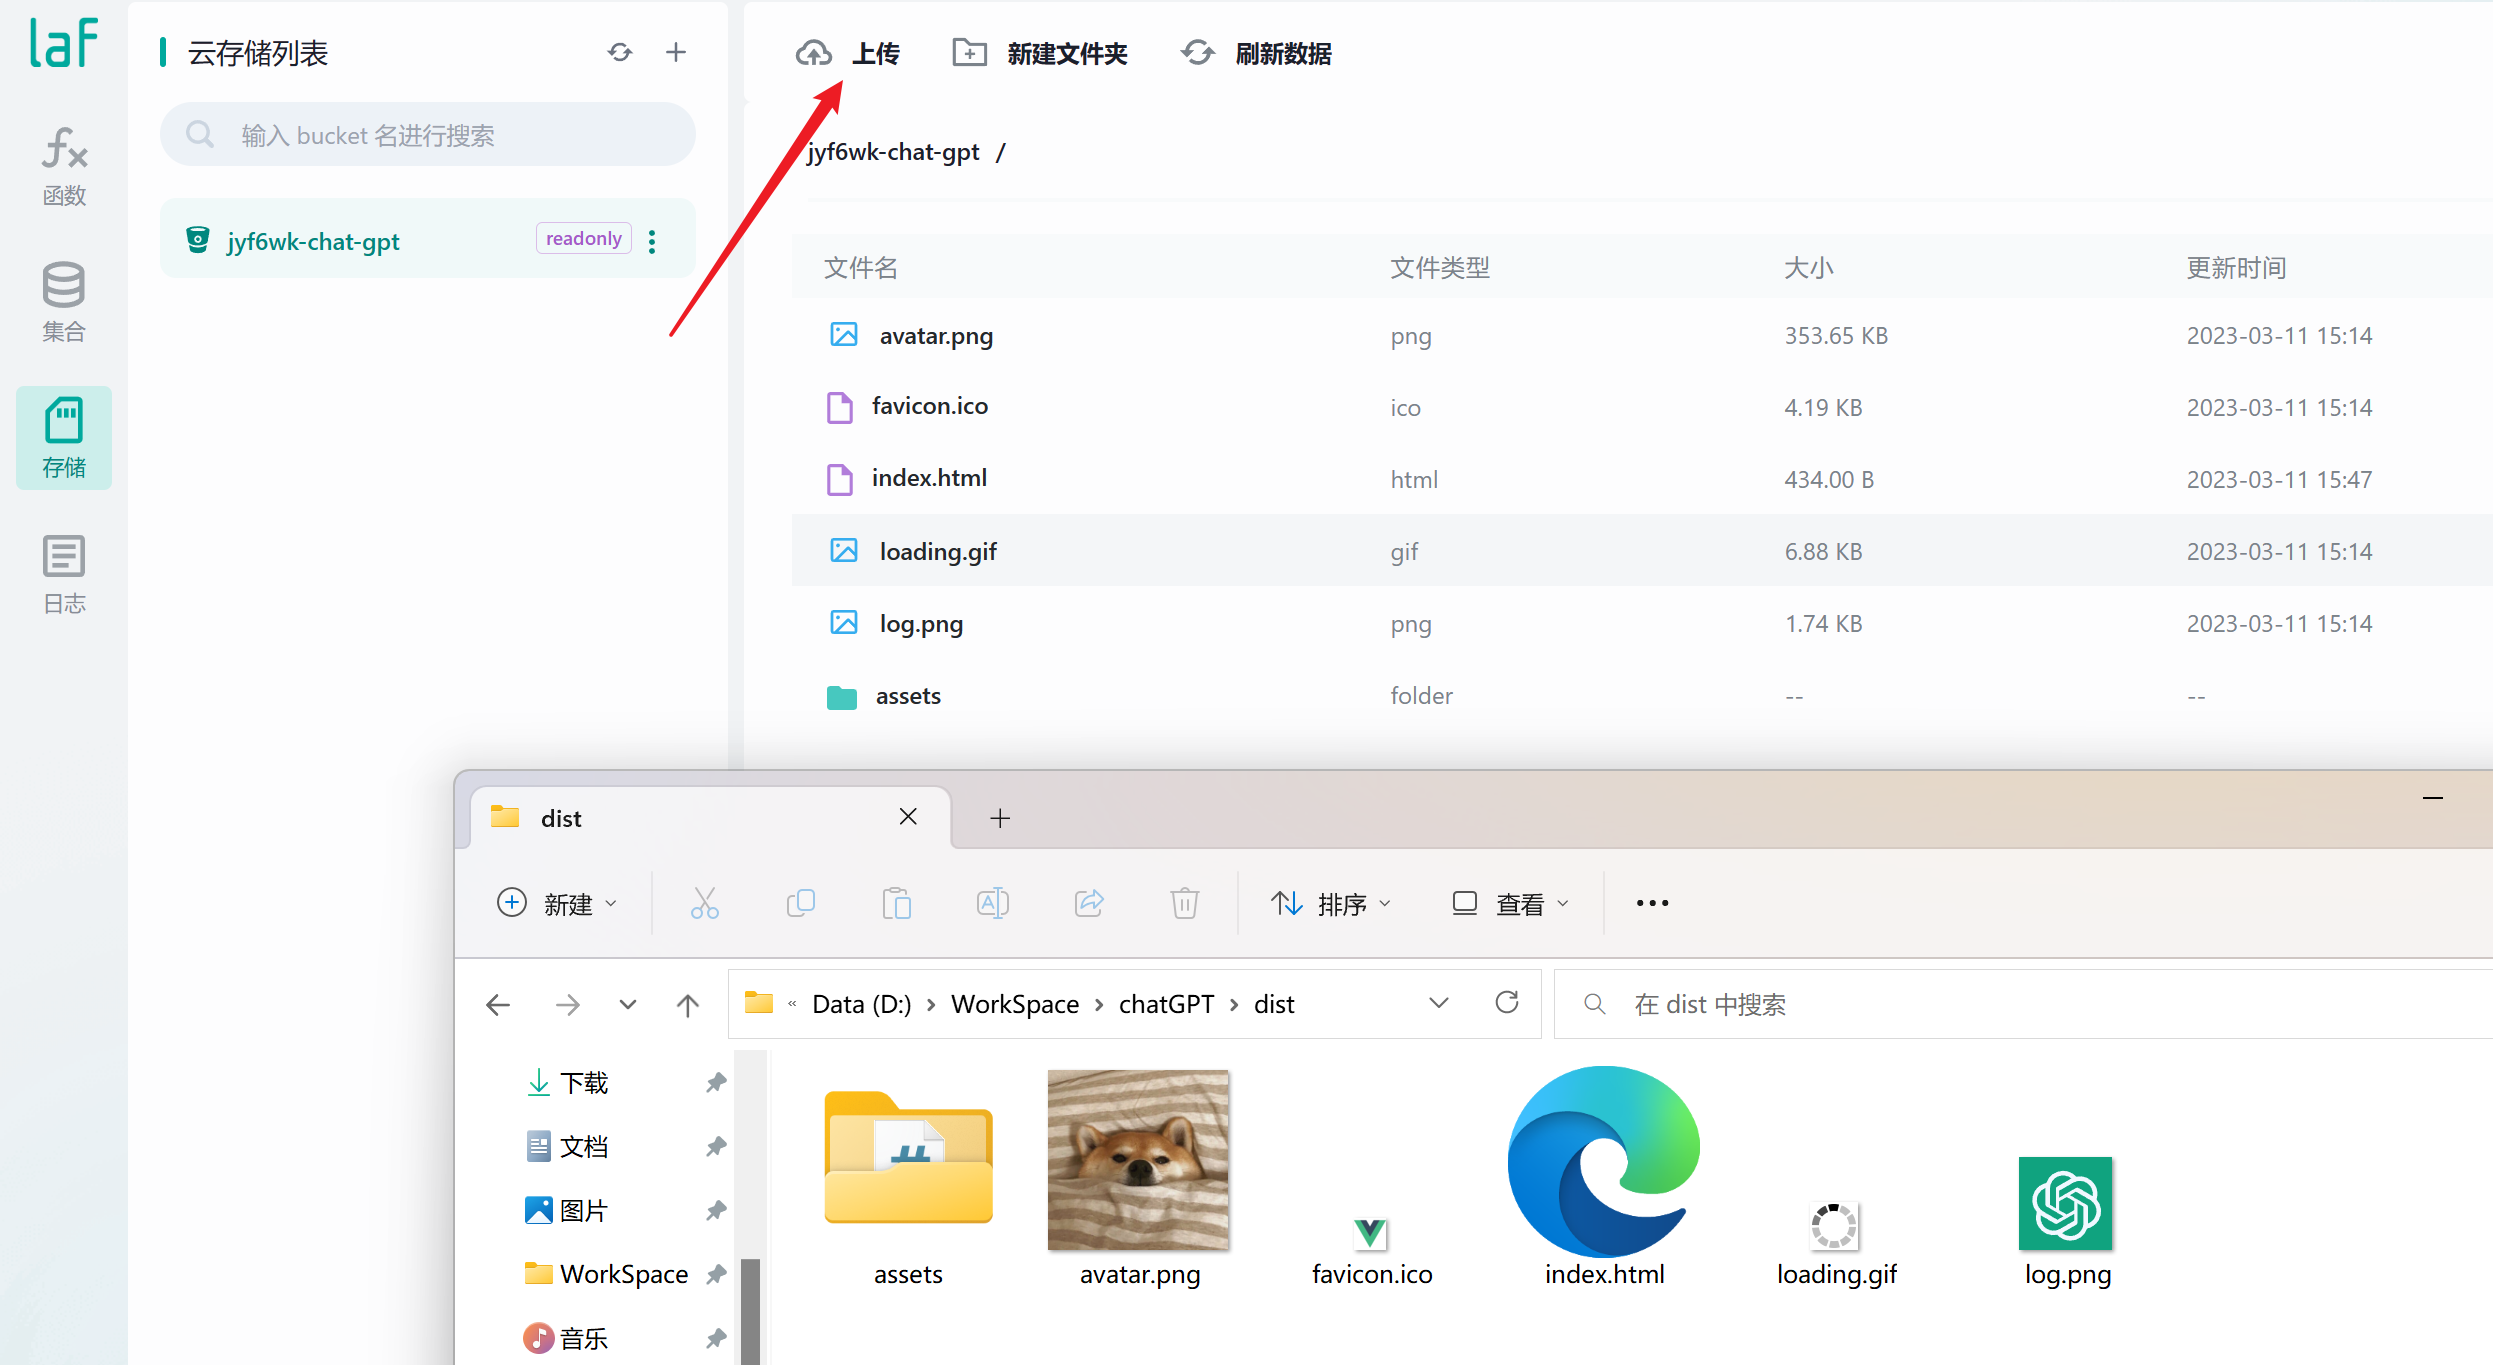 laf
云存储列表
上传
新建文件夹
刷新数据
输入 bucket 名进行搜索
函数
jyf6wk-chat-gpt /
jyf6wk-chat-gpt
readonly
集合
存储
日志
文件名 文件类型 大小 更新时间
avatar.png png 353.65 KB 2023-03-11 15:14
favicon.ico ico 4.19 KB 2023-03-11 15:14
index.html html 434.00 B 2023-03-11 15:47
loading.gif gif 6.88 KB 2023-03-11 15:14
log.png png 1.74 KB 2023-03-11 15:14
assets folder -- --
dist
新建
排序
查看
« Data (D:) › WorkSpace › chatGPT › dist
在 dist 中搜索
下载
文档
图片
WorkSpace
音乐
assets
avatar.png
favicon.ico
index.html
loading.gif
log.png